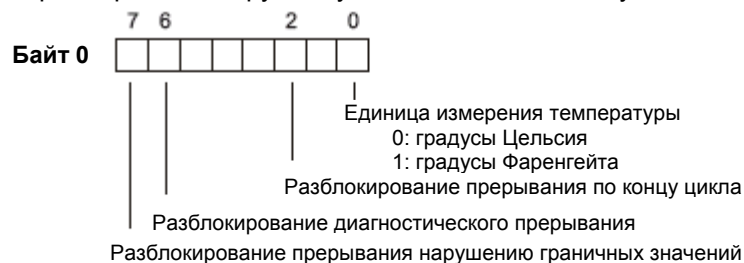 7 6 2 0
Байт 0
Единица измерения температуры
0: градусы Цельсия
1: градусы Фаренгейта
Разблокирование прерывания по концу цикла
Разблокирование диагностического прерывания
Разблокирование прерывания нарушению граничных значений